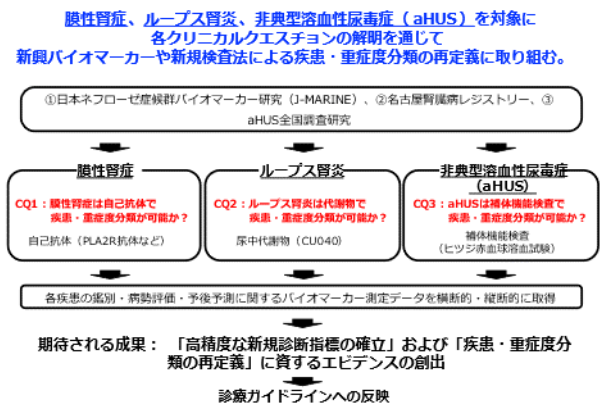 膜性腎症、ループス腎炎、非典型溶血性尿毒症（aHUS）を対象に
各クリニカルクエスチョンの解明を通じて
新興バイオマーカーや新規検査法による疾患・重症度分類の再定義に取り組む。
①日本ネフローゼ症候群バイオマーカー研究（J-MARINE）、②名古屋腎臓病レジストリー、③
aHUS全国調査研究
膜性腎症
CQ1：膜性腎症は自己抗体で
疾患・重症度分類が可能か？
自己抗体（PLA2R抗体など）
ループス腎炎
CQ2：ループス腎炎は代謝物で
疾患・重症度分類が可能か？
尿中代謝物（CU040）
非典型溶血性尿毒症
（aHUS）
CQ3：aHUSは補体機能検査で
疾患・重症度分類が可能か？
補体機能検査
（ヒツジ赤血球溶血試験）
各疾患の鑑別・病勢評価・予後予測に関するバイオマーカー測定データを横断的・縦断的に取得
期待される成果： 「高精度な新規診断指標の確立」および「疾患・重症度分
類の再定義」に資するエビデンスの創出
診療ガイドラインへの反映